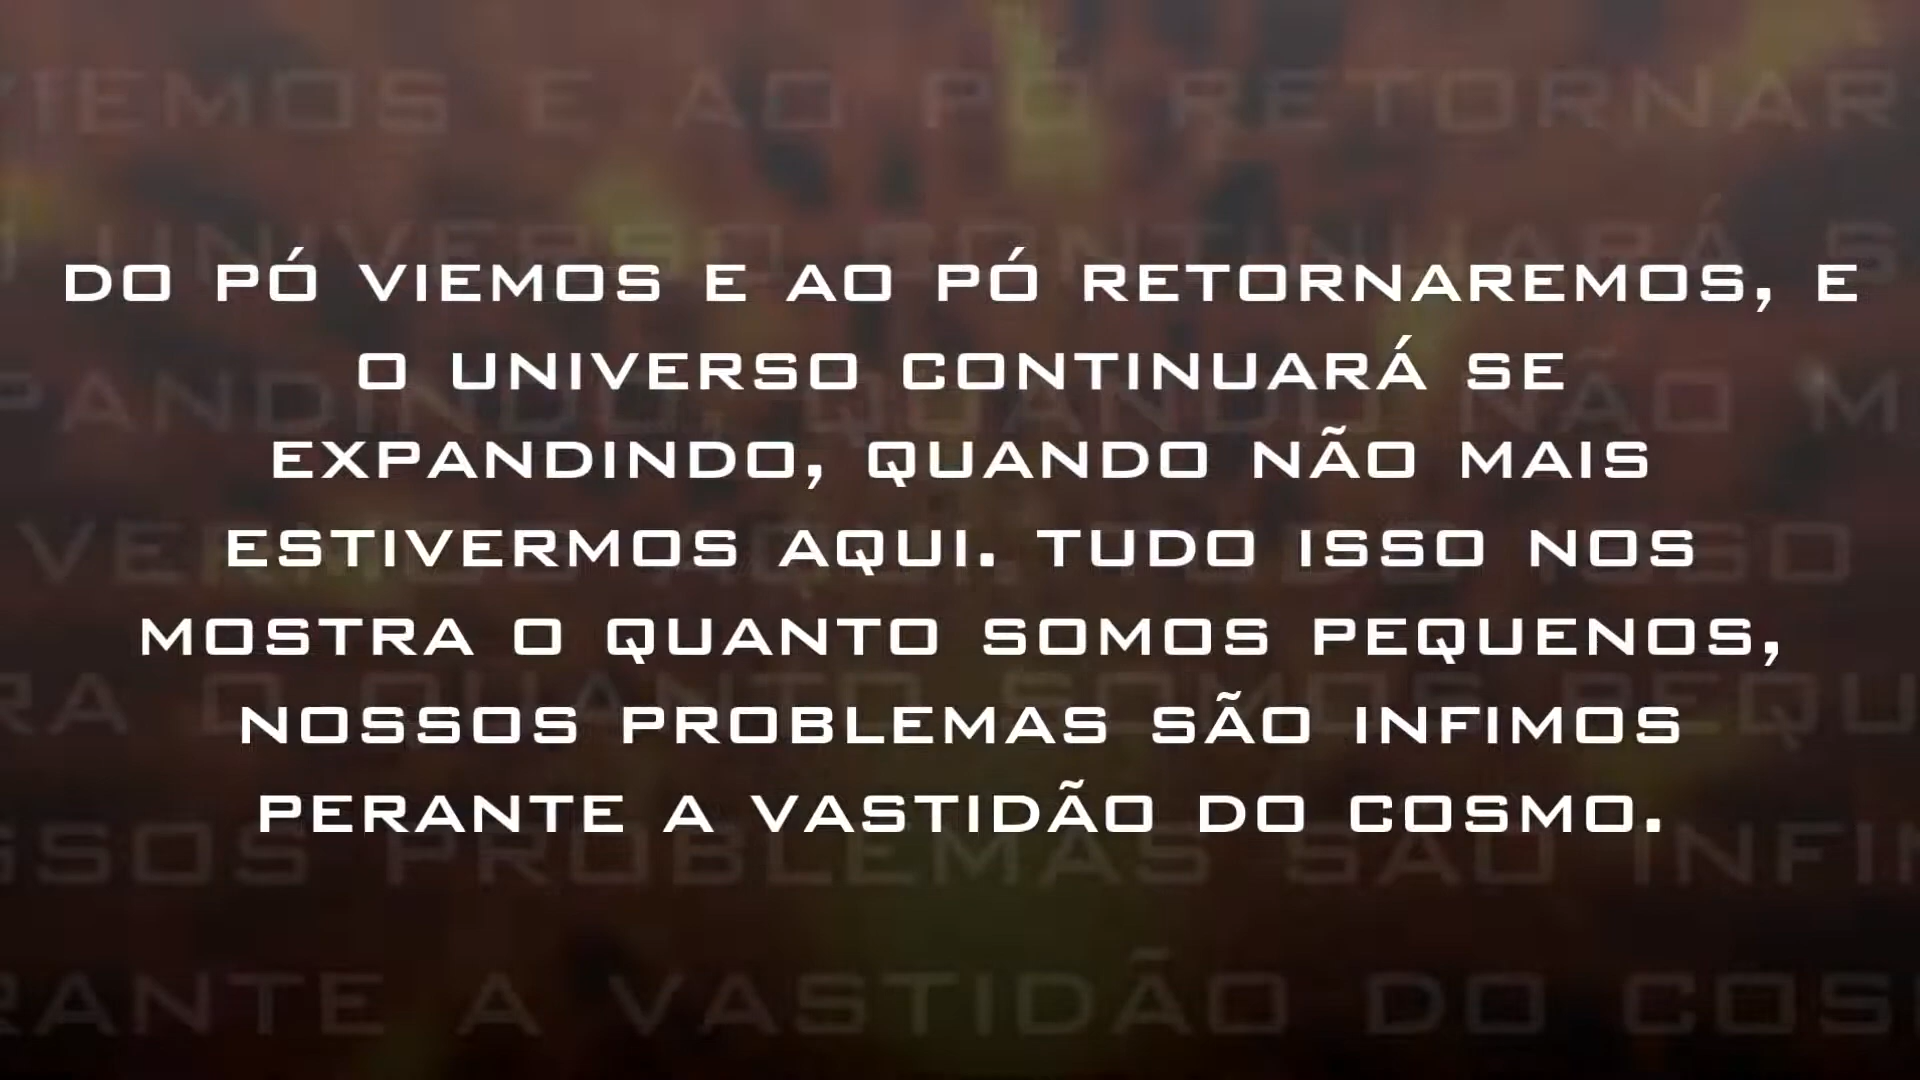 DO PÓ VIEMOS E AO PÓ RETORNAREMOS, E
O UNIVERSO CONTINUARÁ SE
EXPANDINDO, QUANDO NÃO MAIS
ESTIVERMOS AQUI. TUDO ISSO NOS
MOSTRA O QUANTO SOMOS PEQUENOS,
NOSSOS PROBLEMAS SÃO INFIMOS
PERANTE A VASTIDÃO DO COSMO.